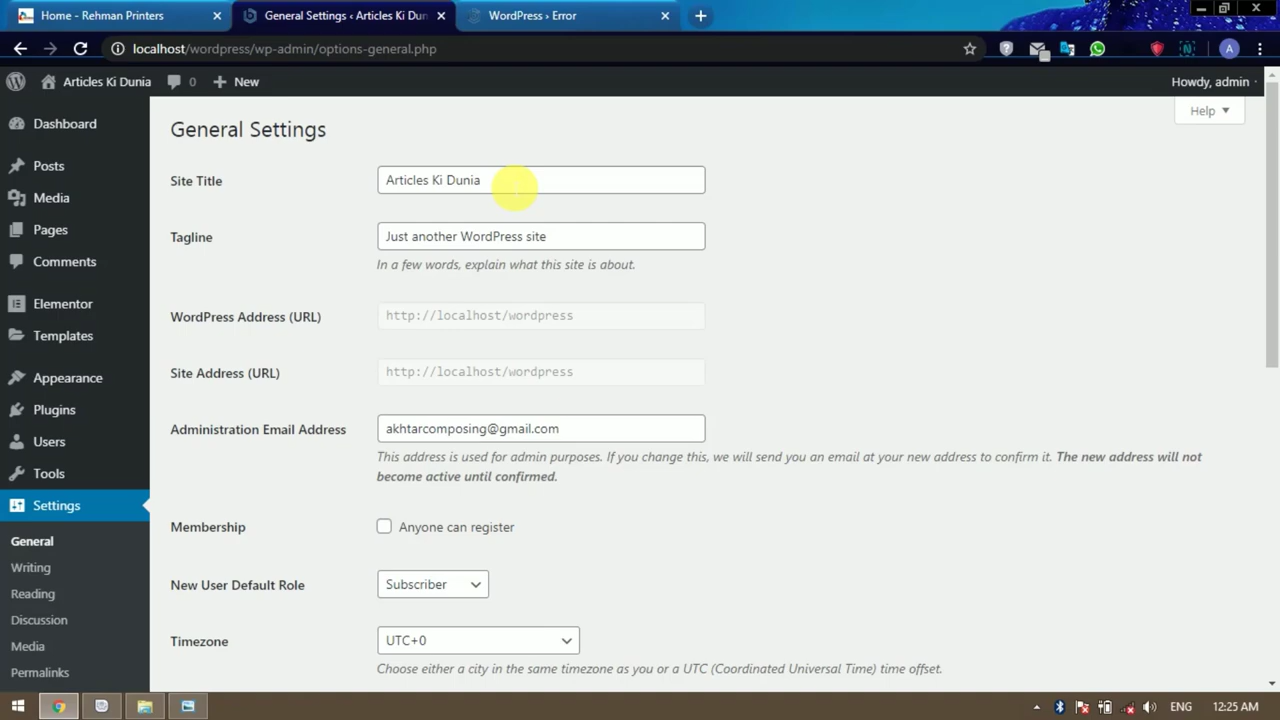 Home - Rehman Printers
General Settings ‹ Articles Ki Dun
WordPress › Error
localhost/wordpress/wp-admin/options-general.php
A
Articles Ki Dunia
0
New
Howdy, admin
Help
Dashboard
Posts
Media
Pages
Comments
Elementor
Templates
Appearance
Plugins
Users
Tools
Settings
General
Writing
Reading
Discussion
Media
Permalinks
General Settings
Site Title
Articles Ki Dunia
Tagline
Just another WordPress site
In a few words, explain what this site is about.
WordPress Address (URL)
http://localhost/wordpress
Site Address (URL)
http://localhost/wordpress
Administration Email Address
akhtarcomposing@gmail.com
This address is used for admin purposes. If you change this, we will send you an email at your new address to confirm it. The new address will not
become active until confirmed.
Membership
Anyone can register
New User Default Role
Subscriber
Timezone
UTC+0
Choose either a city in the same timezone as you or a UTC (Coordinated Universal Time) time offset.
ENG
12:25 AM